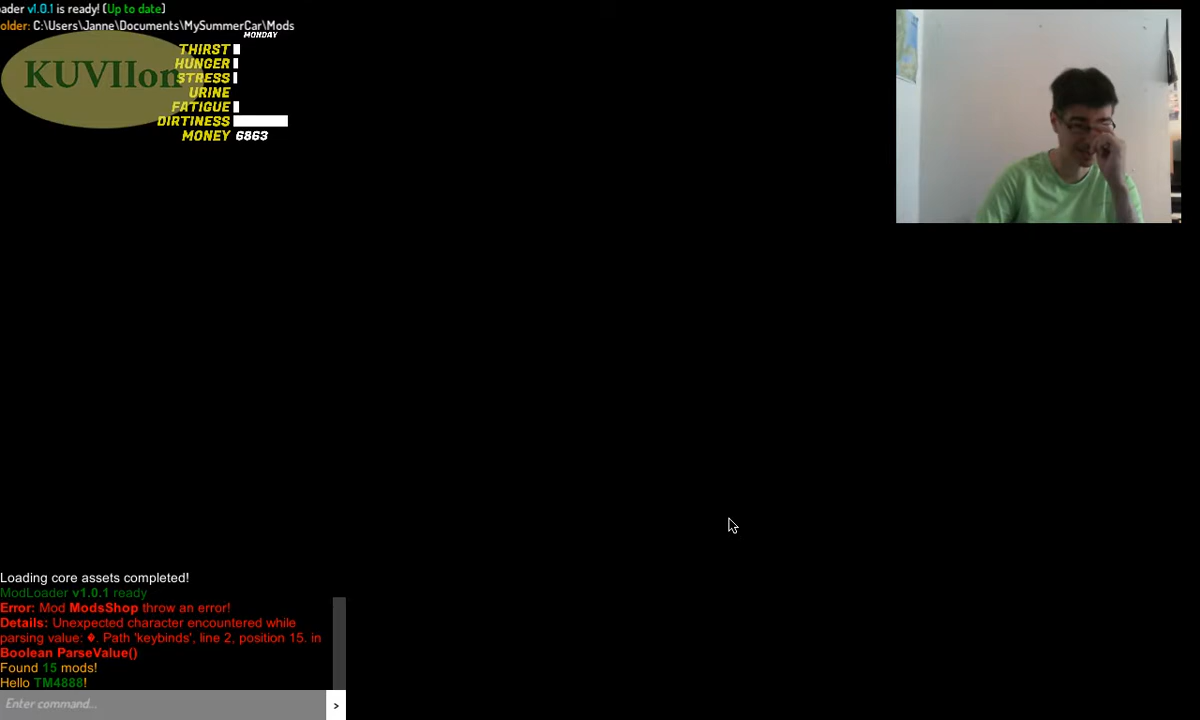 ader v1.0.1 is ready! (Up to date)
older: C:\Users\Janne\Documents\MySummerCar\Mods
MONDAY
KUVIIon
THIRST
HUNGER
STRESS
URINE
FATIGUE
DIRTINESS
MONEY 6863
Loading core assets completed!
ModLoader v1.0.1 ready
Error: Mod ModsShop throw an error!
Details: Unexpected character encountered while
parsing value: �. Path 'keybinds', line 2, position 15. in
Boolean ParseValue()
Found 15 mods!
Hello TM4888!
Enter command...
>